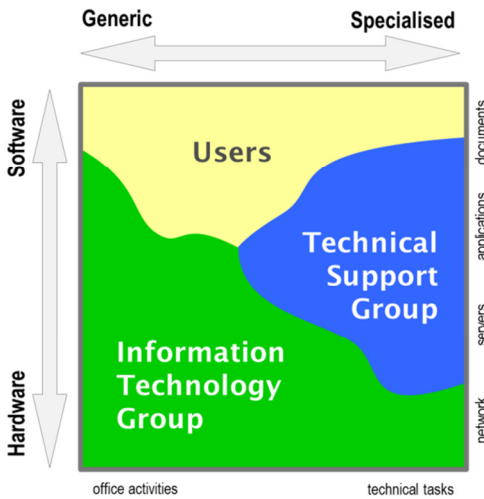 Generic
Specialised
Software
Hardware
Users
Technical
Support
Group
Information
Technology
Group
documents
applications
servers
network
office activities
technical tasks